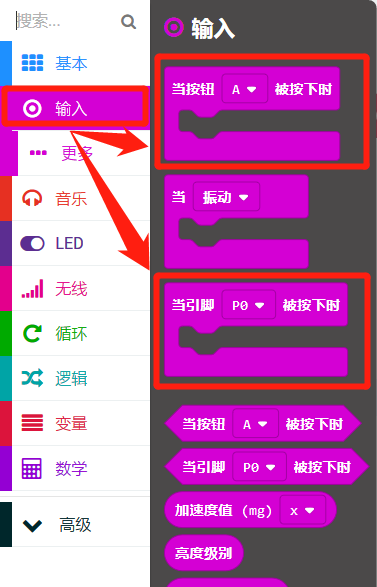 搜索...
基本
输入
更多
音乐
LED
无线
循环
逻辑
变量
数学
高级
输入
当按钮 A 被按下时
当 振动
当引脚 P0 被按下时
当按钮 A 被按下时
当引脚 P0 被按下时
加速度值 (mg) x
亮度级别